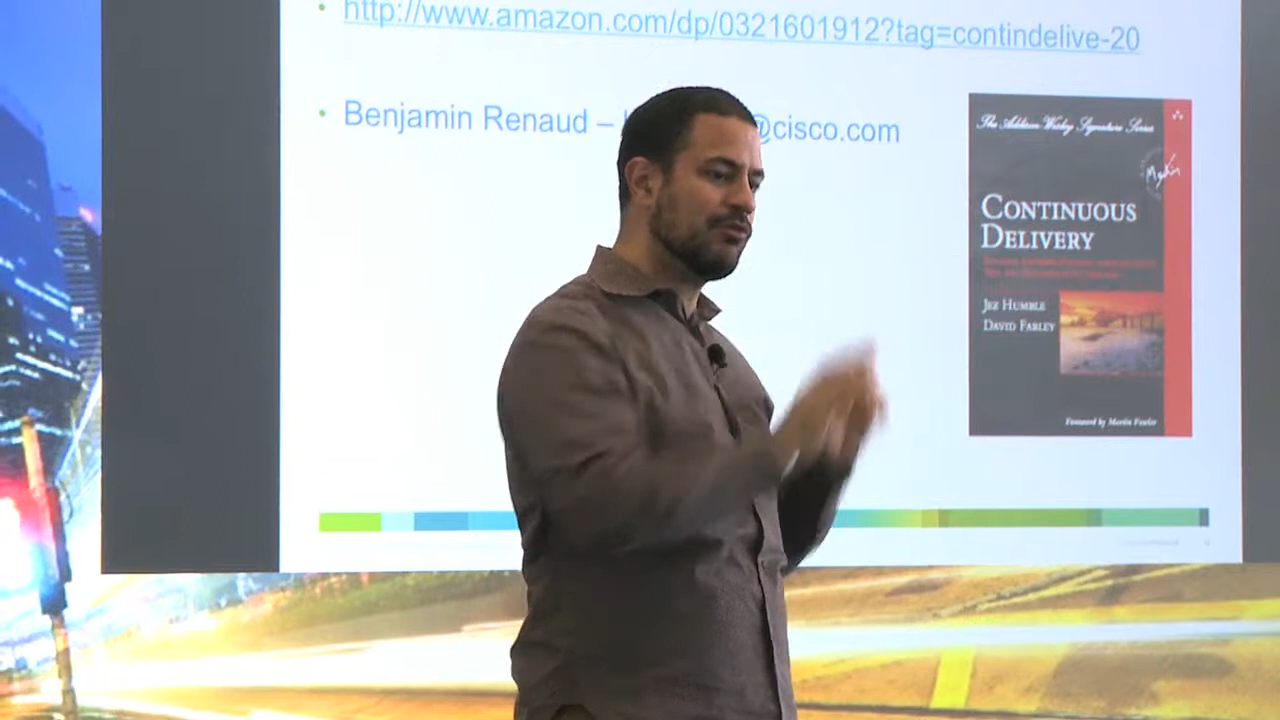 http://www.amazon.com/dp/0321601912?tag=contindelive-20
Benjamin Renaud – @cisco.com
The Addison Wesley Signature Series
CONTINUOUS
DELIVERY
JEZ HUMBLE
DAVID FARLEY
Foreword by Martin Fowler